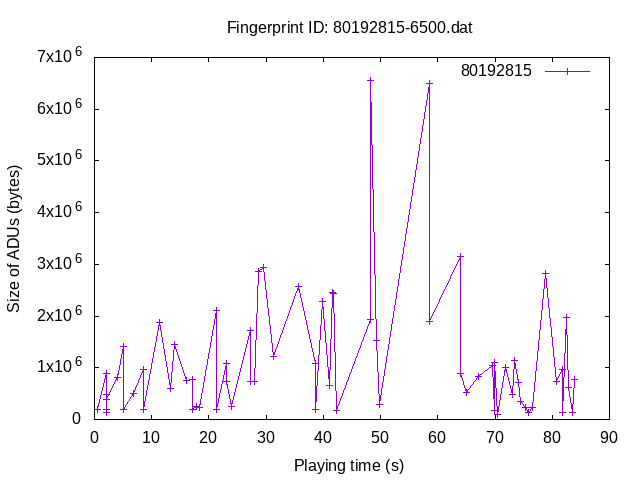 Fingerprint ID: 80192815-6500.dat
7x10^6
6x10^6
5x10^6
4x10^6
3x10^6
2x10^6
1x10^6
0
80192815
Size of ADUs (bytes)
0 10 20 30 40 50 60 70 80 90
Playing time (s)